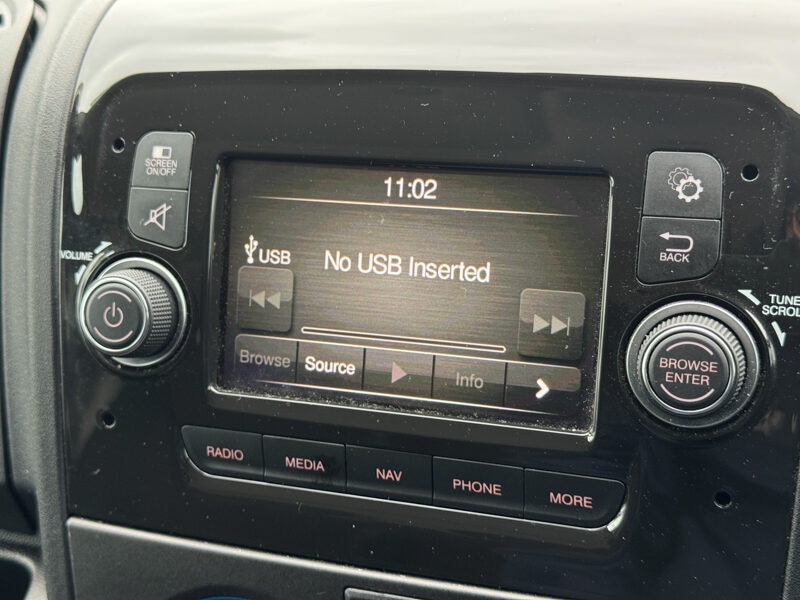 SCREEN
ON/OFF
VOLUME
11:02
USB
No USB Inserted
Browse
Source
Info
BACK
TUNE
SCROLL
BROWSE
ENTER
RADIO
MEDIA
NAV
PHONE
MORE